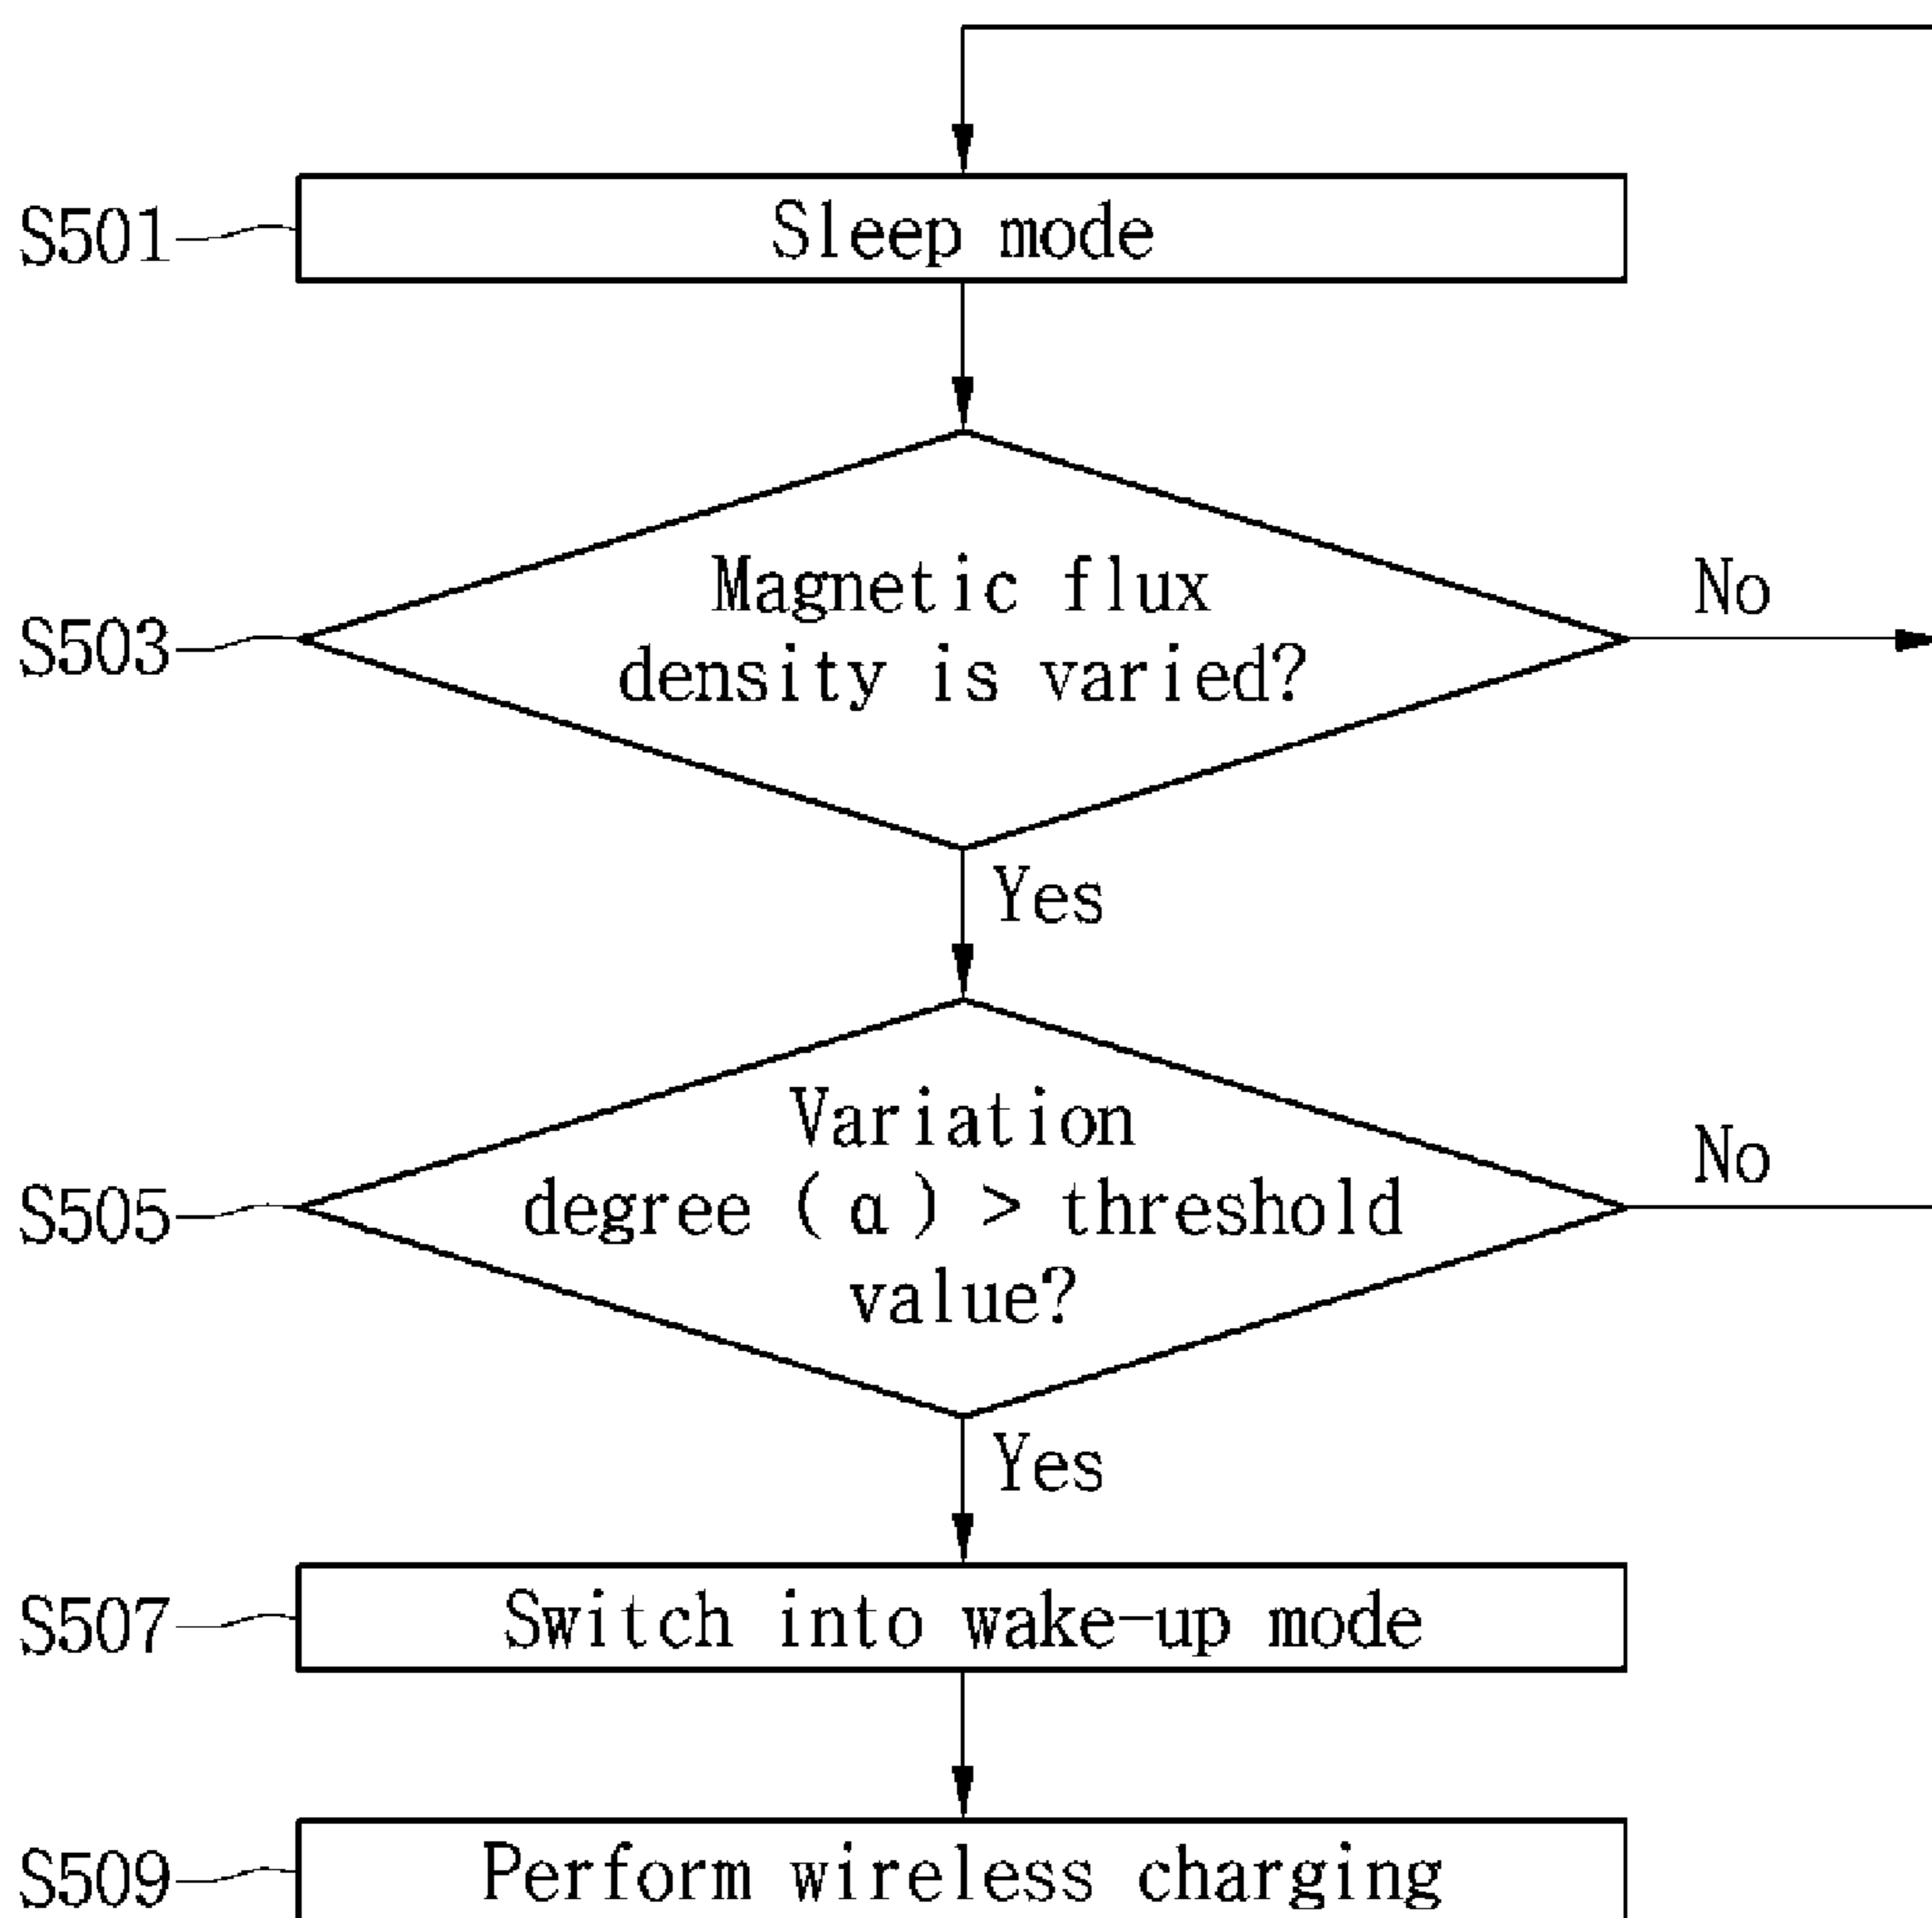 S501
Sleep mode
S503
Magnetic flux
density is varied?
No
Yes
S505
Variation
degree (α) > threshold
value?
No
Yes
S507
Switch into wake-up mode
S509
Perform wireless charging